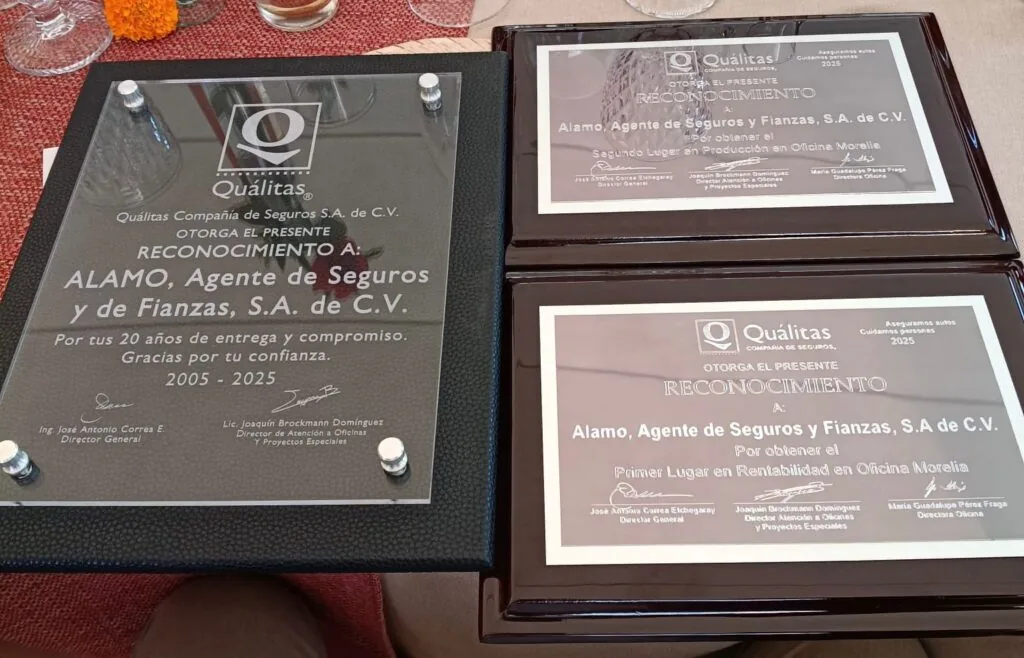 Q
Quálitas®
Quálitas Compañía de Seguros S.A. de C.V.
OTORGA EL PRESENTE
RECONOCIMIENTO A:
ALAMO, Agente de Seguros
y de Fianzas, S.A. de C.V.
Por tus 20 años de entrega y compromiso.
Gracias por tu confianza.
2005 - 2025
Ing. José Antonio Correa E.
Director General
Lic. Joaquín Brockmann Domínguez
Director de Atención a Oficinas
Y Proyectos Especiales
Q
Quálitas
COMPAÑÍA DE SEGUROS.
Aseguramos autos
Cuidamos personas
2025
OTORGA EL PRESENTE
RECONOCIMIENTO
A:
Alamo, Agente de Seguros y Fianzas, S.A. de C.V.
Por obtener el
Segundo Lugar en Producción en Oficina Morelia
José Antonio Correa Etchegaray
Director General
Joaquín Brockmann Domínguez
Director Atención a Oficines
y Proyectos Especiales
María Guadalupe Pérez Fraga
Directora Oficina
Q
Quálitas
COMPAÑÍA DE SEGUROS.
Aseguramos autos
Cuidamos personas
2025
OTORGA EL PRESENTE
RECONOCIMIENTO
A:
Alamo, Agente de Seguros y Fianzas, S.A de C.V.
Por obtener el
Primer Lugar en Rentabilidad en Oficina Morelia
José Antonio Correa Etchegaray
Director General
Joaquín Brockmann Domínguez
Director Atención a Oficines
y Proyectos Especiales
María Guadalupe Pérez Fraga
Directora Oficina